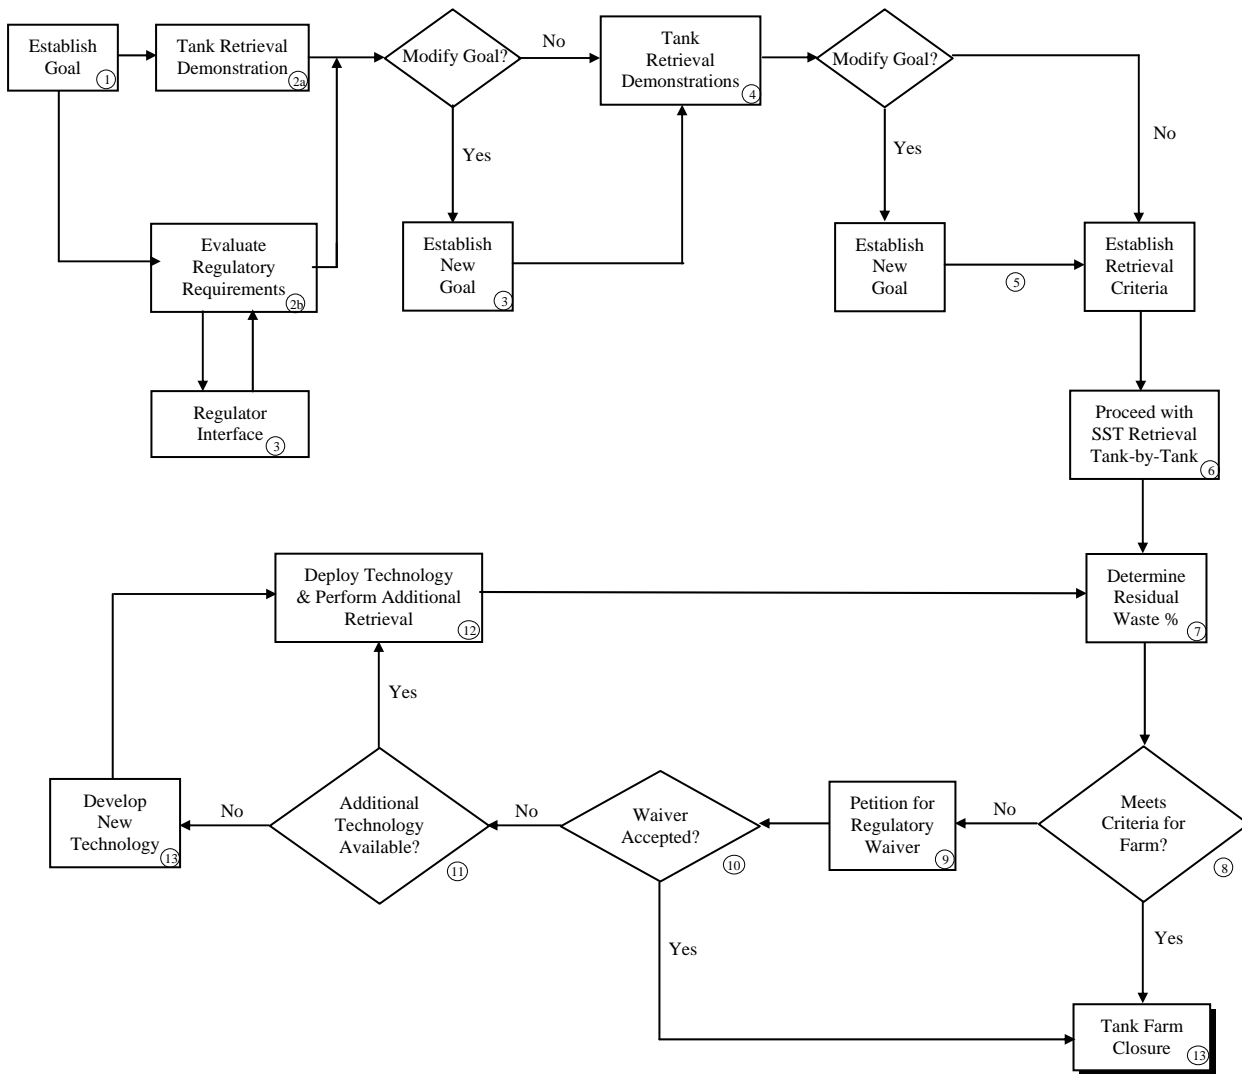 Establish
Goal
1
Tank Retrieval
Demonstration
2a
Modify Goal?
No
Yes
Tank
Retrieval
Demonstrations
4
Modify Goal?
No
Yes
Evaluate
Regulatory
Requirements
2b
Establish
New
Goal
3
Establish
New
Goal
5
Establish
Retrieval
Criteria
Regulator
Interface
3
Proceed with
SST Retrieval
Tank-by-Tank
6
Deploy Technology
& Perform Additional
Retrieval
12
Determine
Residual
Waste %
7
Yes
Develop
New
Technology
13
No
Additional
Technology
Available?
11
No
Waiver
Accepted?
10
Petition for
Regulatory
Waiver
9
No
Meets
Criteria for
Farm?
8
Yes
Yes
Tank Farm
Closure
13